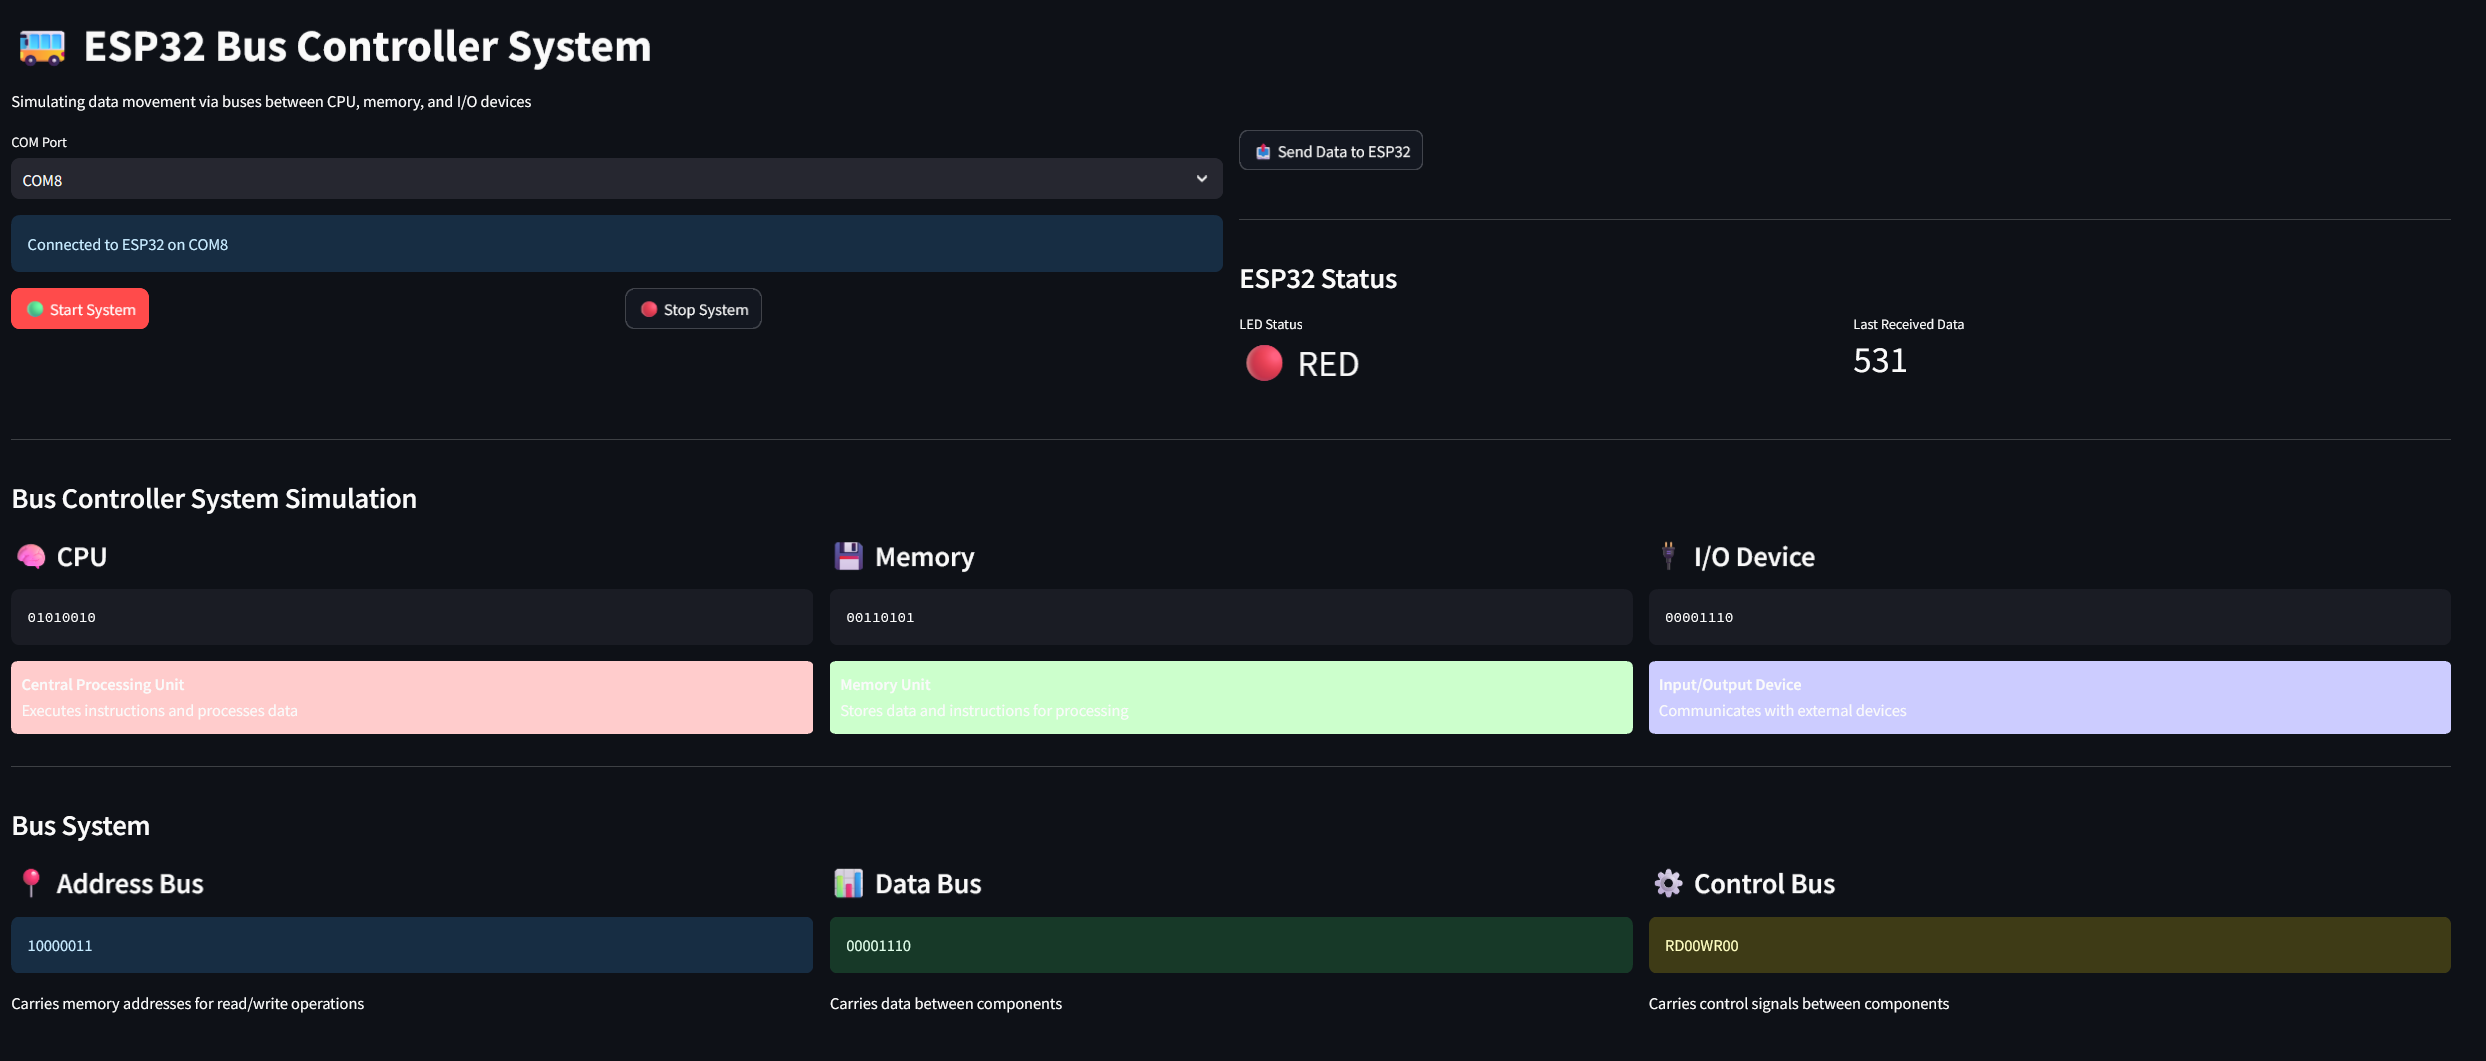 ESP32 Bus Controller System
Simulating data movement via buses between CPU, memory, and I/O devices
COM Port
COM8
Connected to ESP32 on COM8
Start System
Stop System
Send Data to ESP32
ESP32 Status
LED Status
RED
Last Received Data
531
Bus Controller System Simulation
CPU
01010010
Central Processing Unit
Executes instructions and processes data
Memory
00110101
Memory Unit
Stores data and instructions for processing
I/O Device
00001110
Input/Output Device
Communicates with external devices
Bus System
Address Bus
10000011
Carries memory addresses for read/write operations
Data Bus
00001110
Carries data between components
Control Bus
RD00WR00
Carries control signals between components